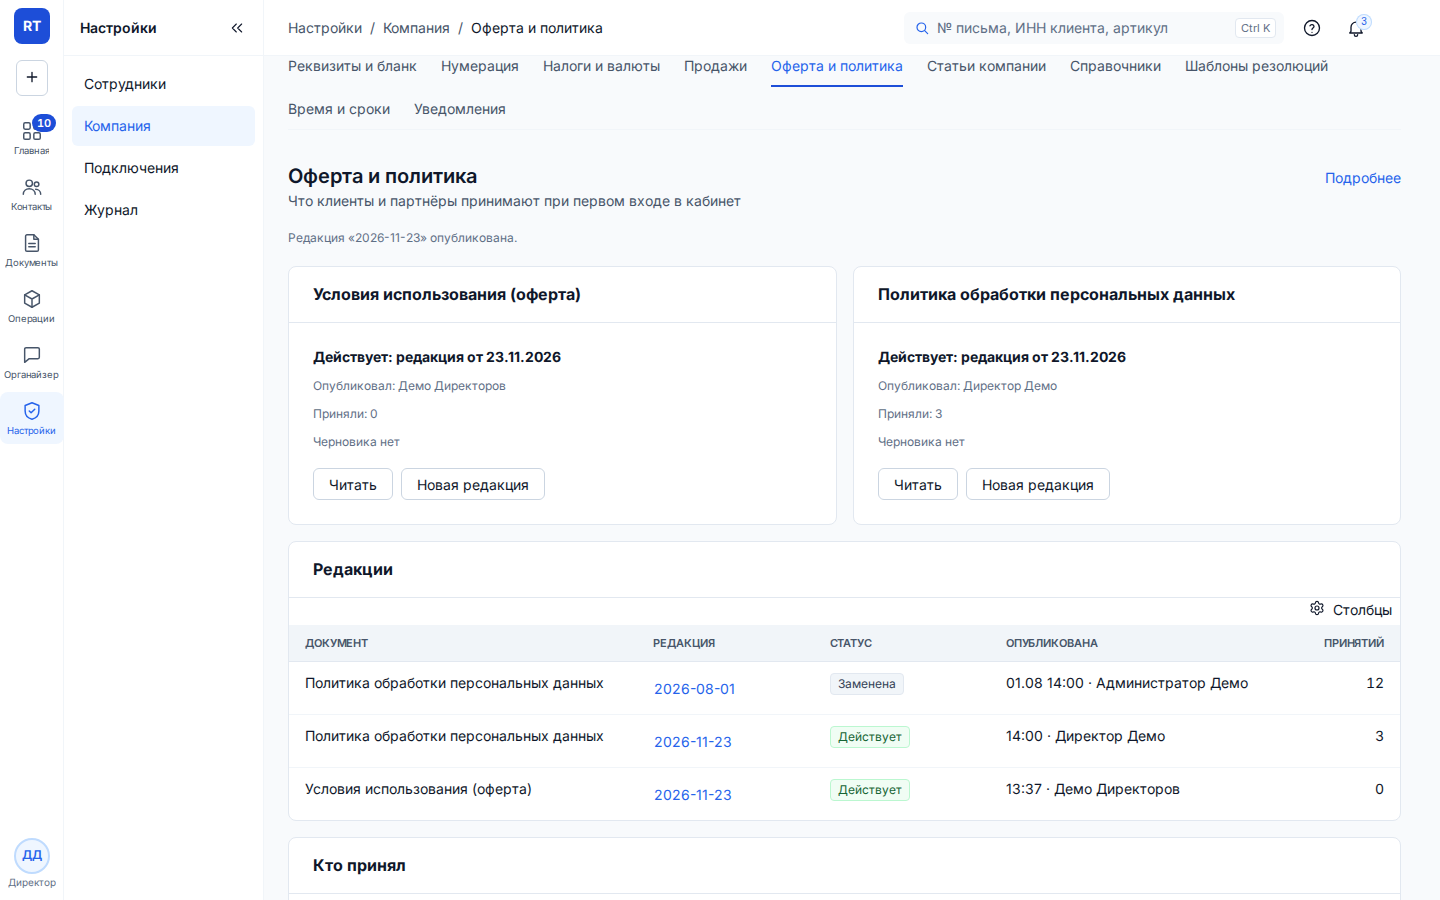 RT
Настройки
Настройки / Компания / Оферта и политика
№ письма, ИНН клиента, артикул
Ctrl K
3
10
Главная
Контакты
Документы
Операции
Органайзер
Настройки
ДД
Директор
Сотрудники
Компания
Подключения
Журнал
Реквизиты и бланк
Нумерация
Налоги и валюты
Продажи
Оферта и политика
Статьи компании
Справочники
Шаблоны резолюций
Время и сроки
Уведомления
Оферта и политика
Подробнее
Что клиенты и партнёры принимают при первом входе в кабинет
Редакция «2026-11-23» опубликована.
Условия использования (оферта)
Действует: редакция от 23.11.2026
Опубликовал: Демо Директоров
Приняли: 0
Черновика нет
Читать
Новая редакция
Политика обработки персональных данных
Действует: редакция от 23.11.2026
Опубликовал: Директор Демо
Приняли: 3
Черновика нет
Читать
Новая редакция
Редакции
Столбцы
ДОКУМЕНТ РЕДАКЦИЯ СТАТУС ОПУБЛИКОВАНА ПРИНЯТИЙ
Политика обработки персональных данных 2026-08-01 Заменена 01.08 14:00 · Администратор Демо 12
Политика обработки персональных данных 2026-11-23 Действует 14:00 · Директор Демо 3
Условия использования (оферта) 2026-11-23 Действует 13:37 · Демо Директоров 0
Кто принял